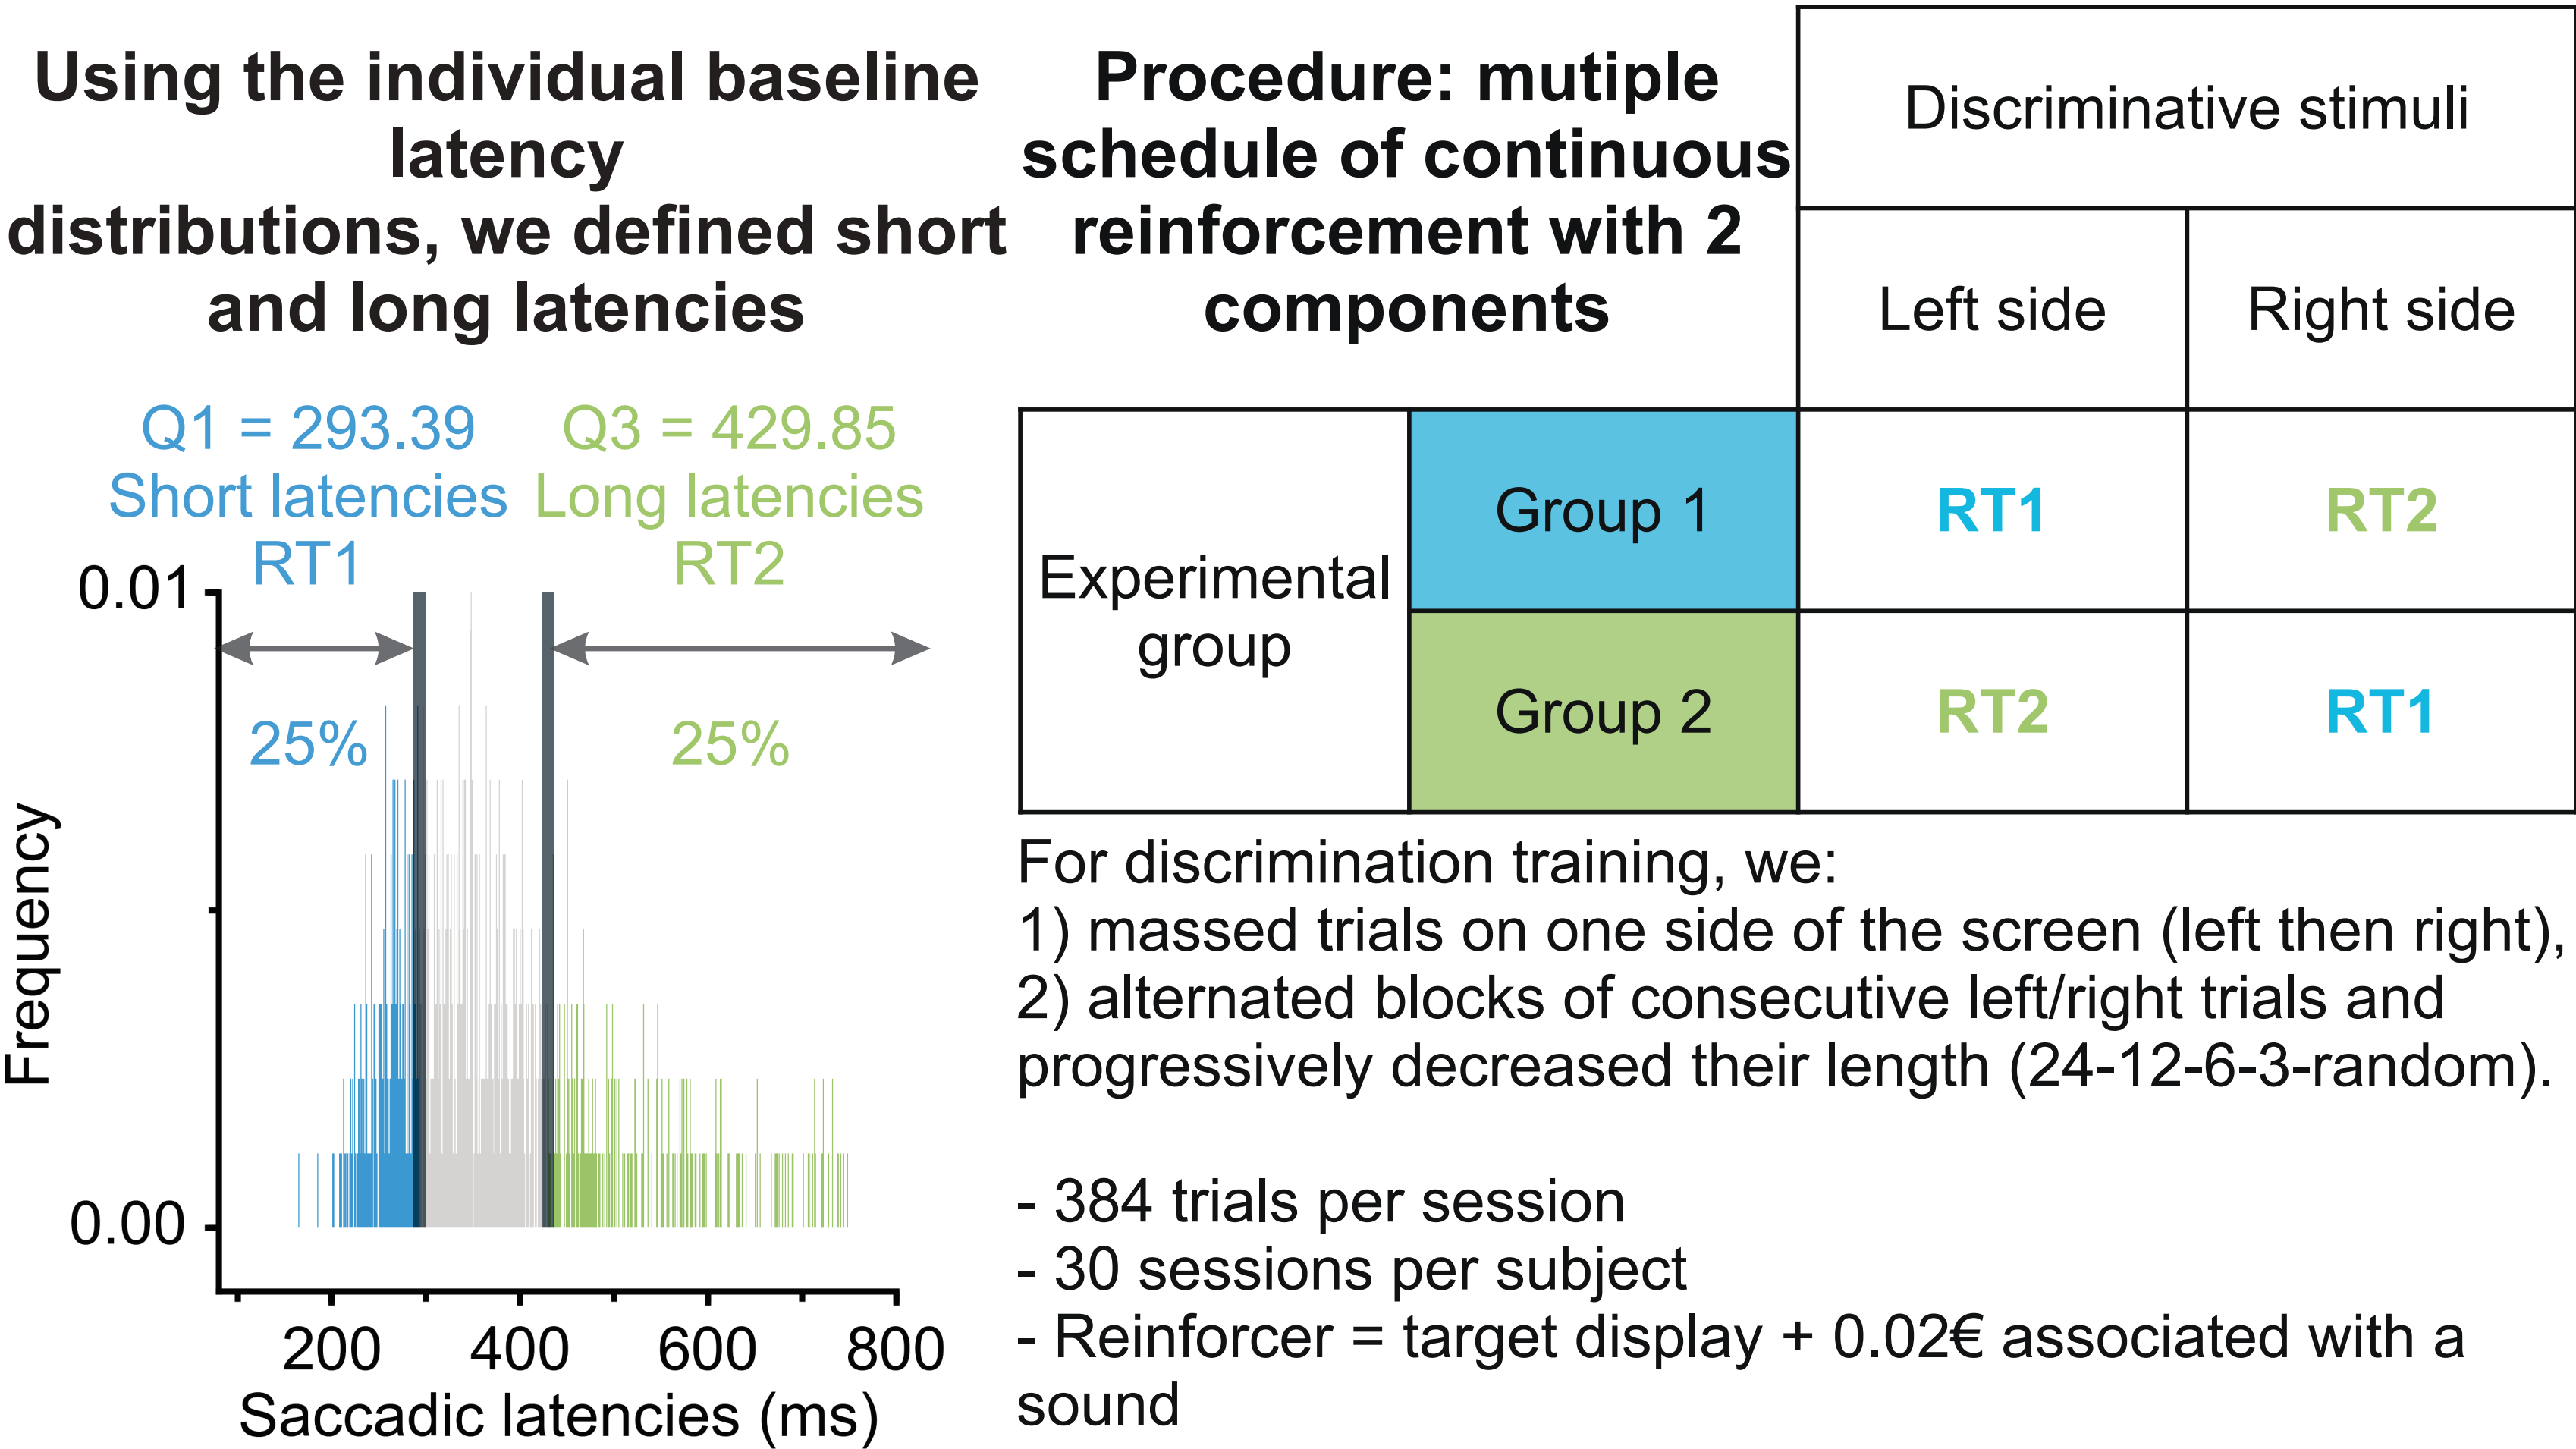 Using the individual baseline
latency
distributions, we defined short
and long latencies
Q1 = 293.39
Short latencies
RT1
Q3 = 429.85
Long latencies
RT2
0.01
25%
25%
Frequency
0.00
200
400
600
800
Saccadic latencies (ms)
Procedure: mutiple
schedule of continuous
reinforcement with 2
components
Discriminative stimuli
Left side
Right side
Experimental
group
Group 1
RT1
RT2
Group 2
RT2
RT1
For discrimination training, we:
1) massed trials on one side of the screen (left then right),
2) alternated blocks of consecutive left/right trials and
progressively decreased their length (24-12-6-3-random).
- 384 trials per session
- 30 sessions per subject
- Reinforcer = target display + 0.02€ associated with a
sound